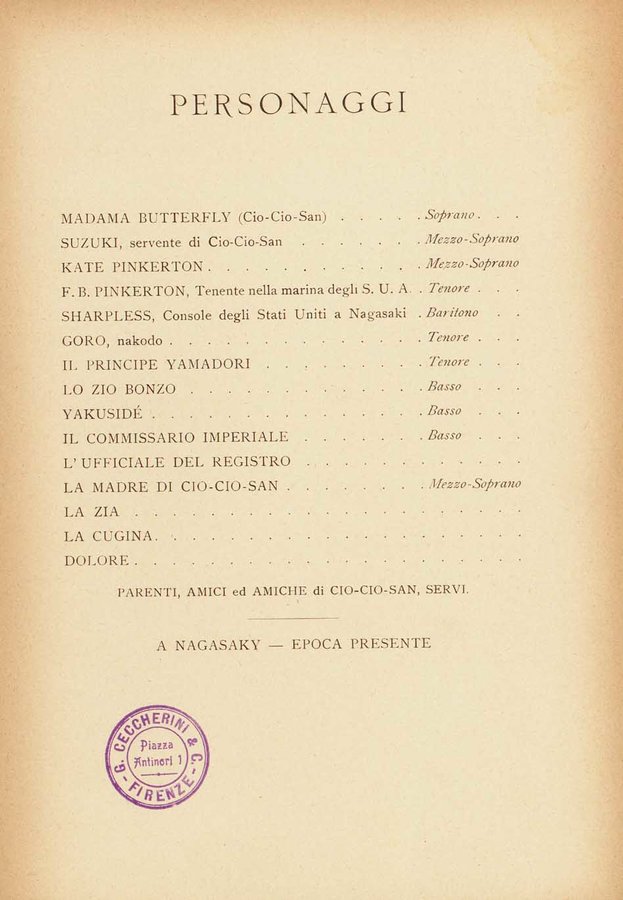 PERSONAGGI
MADAMA BUTTERFLY (Cio-Cio-San) . . . . . Soprano . . .
SUZUKI, servente di Cio-Cio-San . . . . . . . Mezzo-Soprano
KATE PINKERTON . . . . . . . . . . . Mezzo-Soprano
F. B. PINKERTON, Tenente nella marina degli S. U. A. . Tenore . . .
SHARPLESS, Console degli Stati Uniti a Nagasaki . Baritono . .
GORO, nakodo . . . . . . . . . . . . . Tenore . . .
IL PRINCIPE YAMADORI . . . . . . . . Tenore . . .
LO ZIO BONZO . . . . . . . . . . . . Basso . . .
YAKUSIDÉ . . . . . . . . . . . . . . Basso . . .
IL COMMISSARIO IMPERIALE . . . . . . . Basso . . .
L'UFFICIALE DEL REGISTRO . . . . . . . . . . .
LA MADRE DI CIO-CIO-SAN . . . . . . . . Mezzo-Soprano
LA ZIA . . . . . . . . . . . . . . . . . . .
LA CUGINA. . . . . . . . . . . . . . . . . .
DOLORE . . . . . . . . . . . . . . . . . . .
PARENTI, AMICI ed AMICHE di CIO-CIO-SAN, SERVI.
A NAGASAKY — EPOCA PRESENTE
G. CECCHERINI & C.
Piazza
Antinori 1
- FIRENZE -